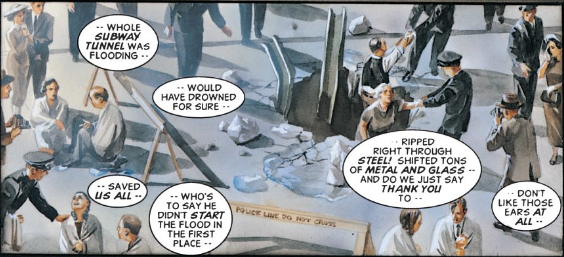 -- WHOLE
SUBWAY
TUNNEL WAS
FLOODING --
-- WOULD
HAVE DROWNED
FOR SURE --
-- SAVED
US ALL --
-- WHO'S
TO SAY HE
DIDN'T START
THE FLOOD IN
THE FIRST
PLACE --
POLICE LINE DO NOT CROSS
- RIPPED
RIGHT THROUGH
STEEL! SHIFTED TONS
OF METAL AND GLASS --
AND DO WE JUST SAY
THANK YOU
TO --
- DON'T
LIKE THOSE
EARS AT
ALL --